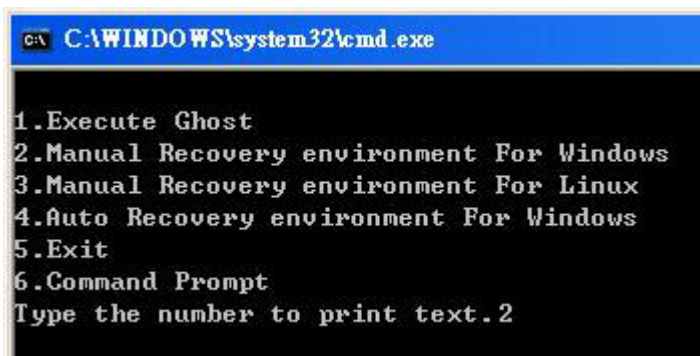 C:\WINDOWS\system32\cmd.exe
1.Execute Ghost
2.Manual Recovery environment For Windows
3.Manual Recovery environment For Linux
4.Auto Recovery environment For Windows
5.Exit
6.Command Prompt
Type the number to print text.2